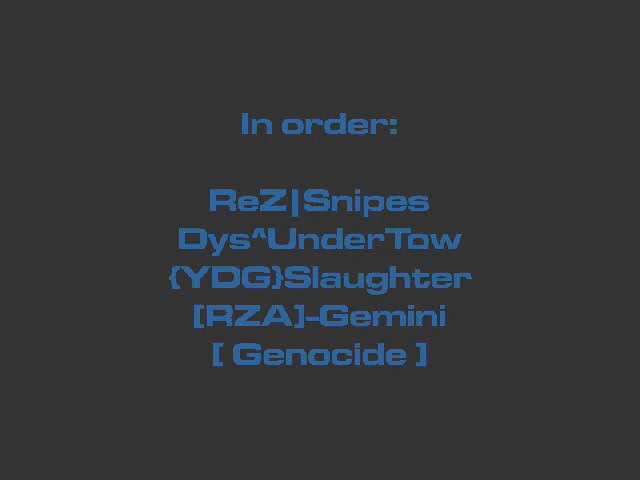 In order:
ReZ|Snipes
Dys^UnderTow
{YDG}Slaughter
[RZA]-Gemini
[ Genocide ]